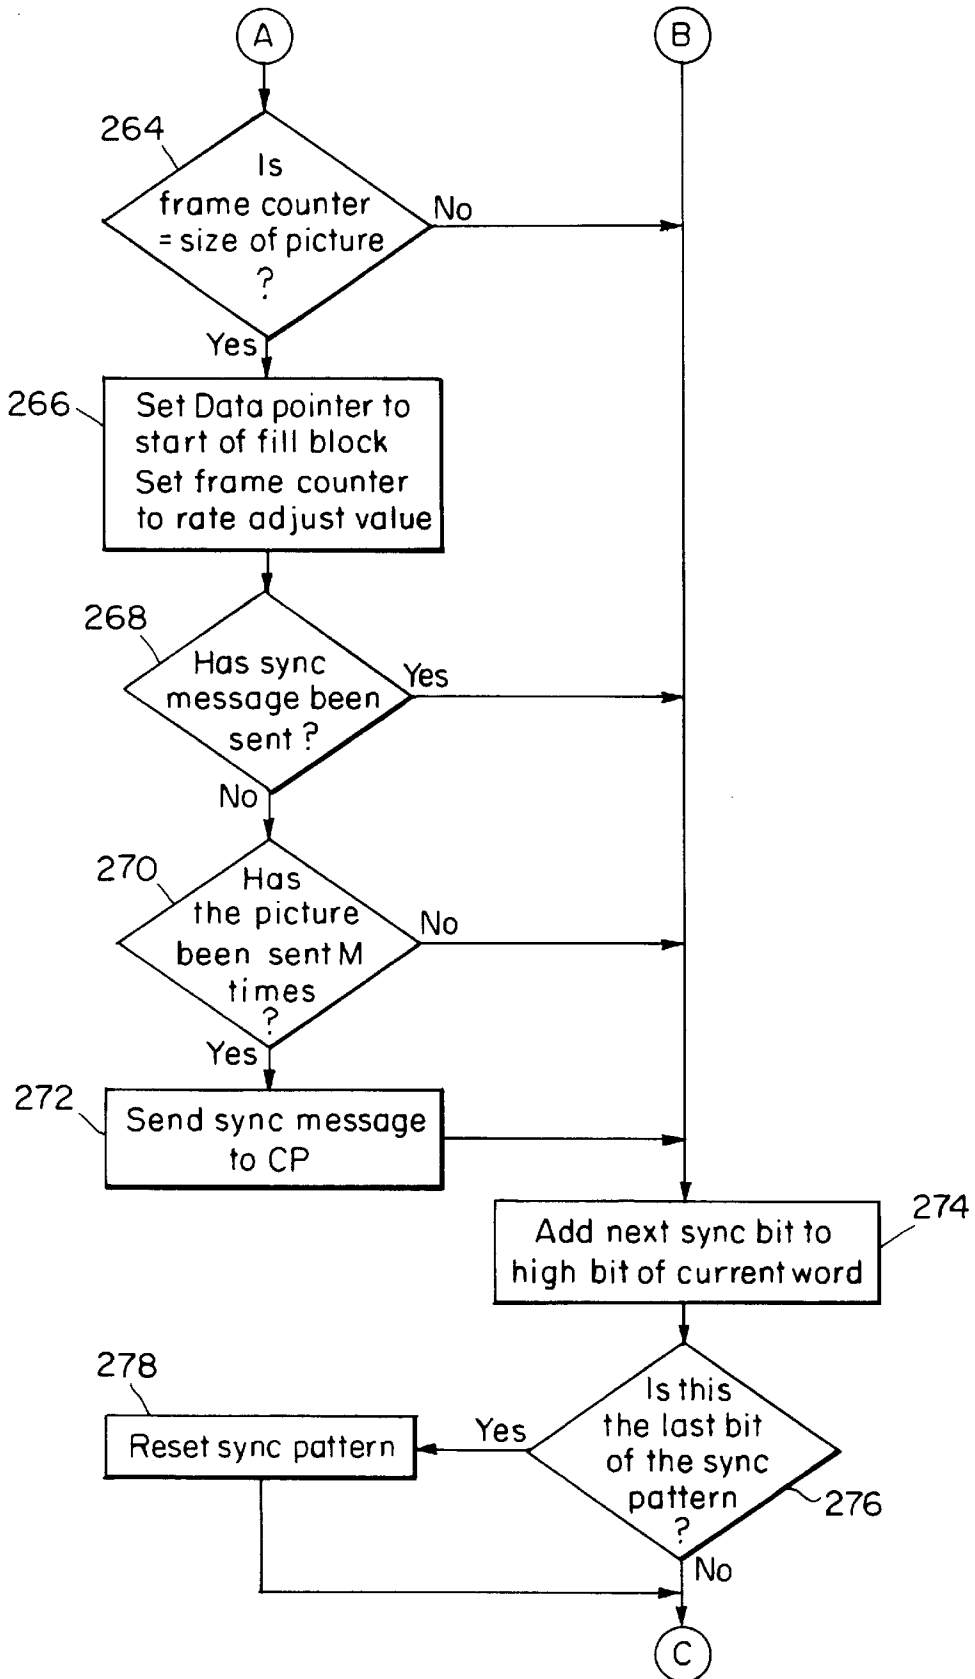 A
B
264
Is
frame counter
= size of picture
?
No
Yes
266
Set Data pointer to
start of fill block
Set frame counter
to rate adjust value
268
Has sync
message been
sent ?
Yes
No
270
Has
the picture
been sent M
times
?
No
Yes
272
Send sync message
to CP
274
Add next sync bit to
high bit of current word
278
Reset sync pattern
Yes
Is this
the last bit
of the sync
pattern
?
276
No
C